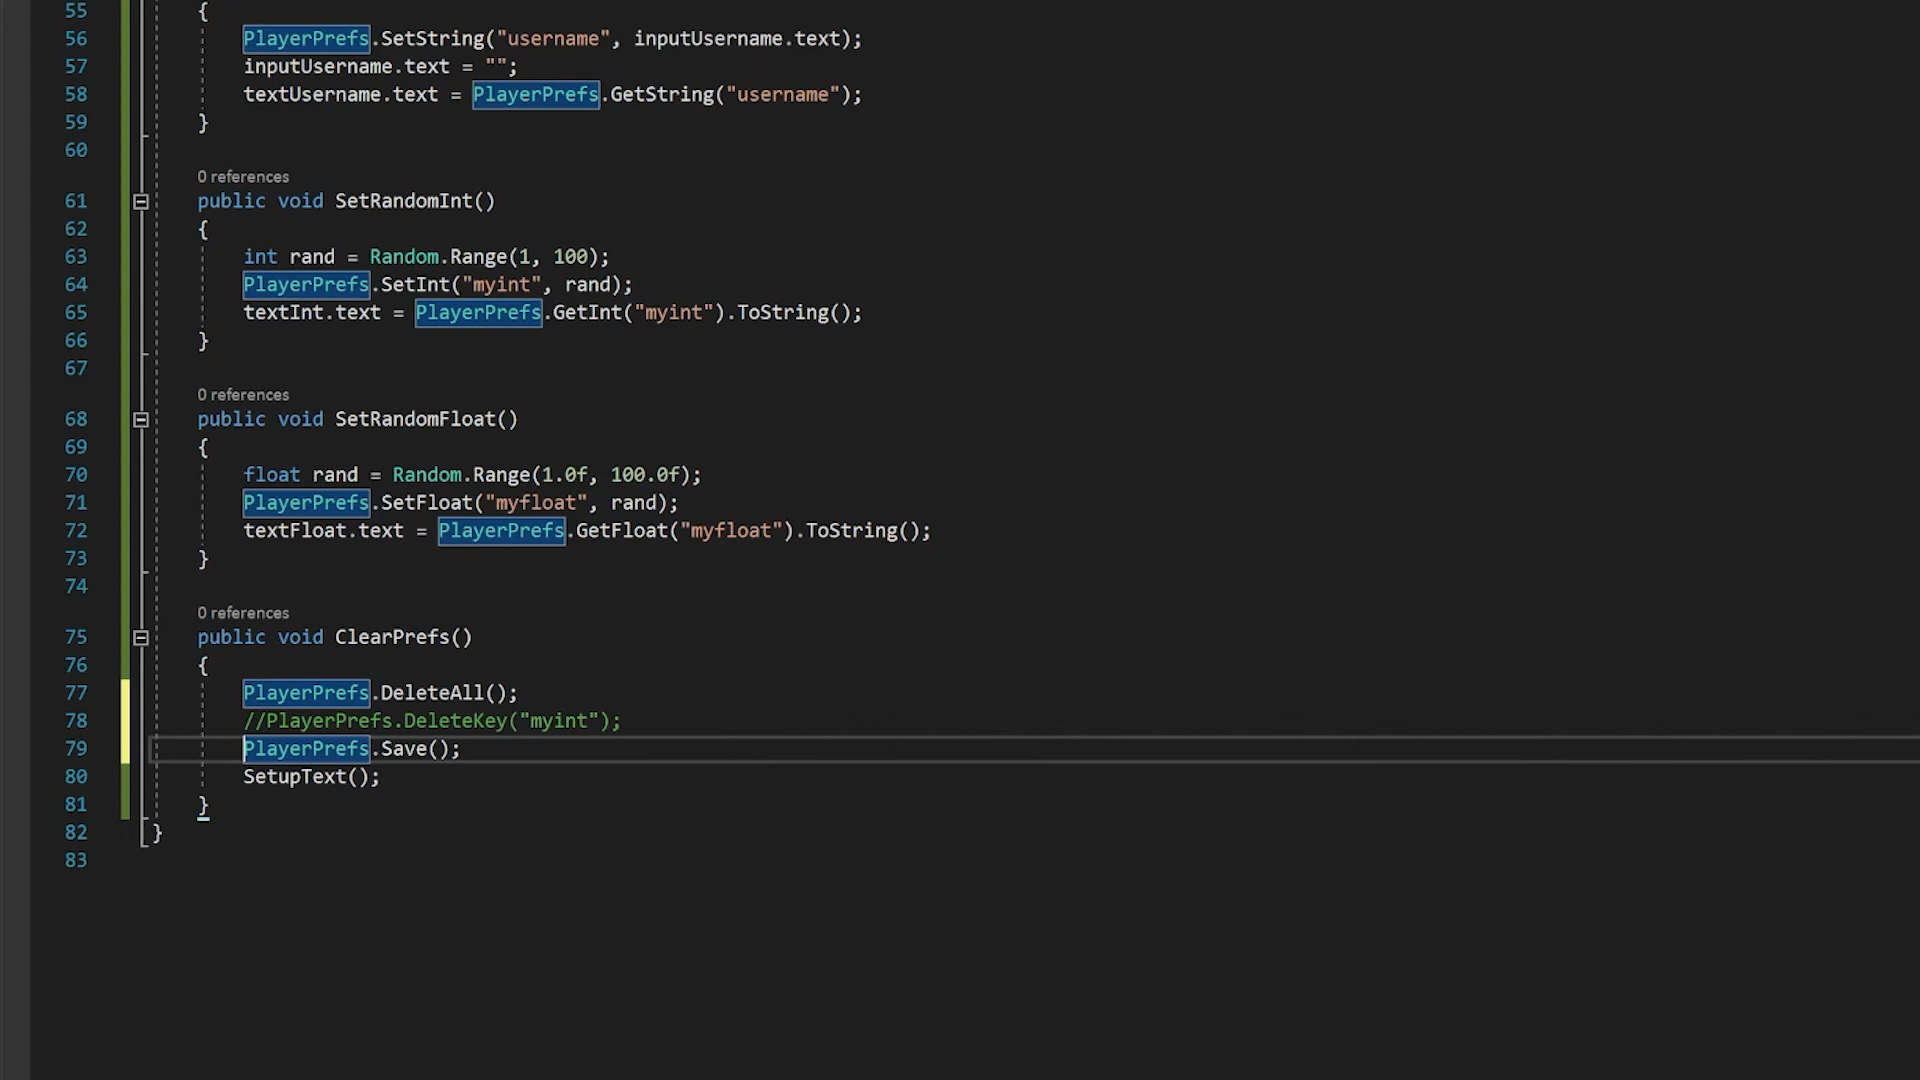 55 {
56 PlayerPrefs.SetString("username", inputUsername.text);
57 inputUsername.text = "";
58 textUsername.text = PlayerPrefs.GetString("username");
59 }
60
0 references
61 public void SetRandomInt()
62 {
63 int rand = Random.Range(1, 100);
64 PlayerPrefs.SetInt("myint", rand);
65 textInt.text = PlayerPrefs.GetInt("myint").ToString();
66 }
67
0 references
68 public void SetRandomFloat()
69 {
70 float rand = Random.Range(1.0f, 100.0f);
71 PlayerPrefs.SetFloat("myfloat", rand);
72 textFloat.text = PlayerPrefs.GetFloat("myfloat").ToString();
73 }
74
0 references
75 public void ClearPrefs()
76 {
77 PlayerPrefs.DeleteAll();
78 //PlayerPrefs.DeleteKey("myint");
79 PlayerPrefs.Save();
80 SetupText();
81 }
82 }
83